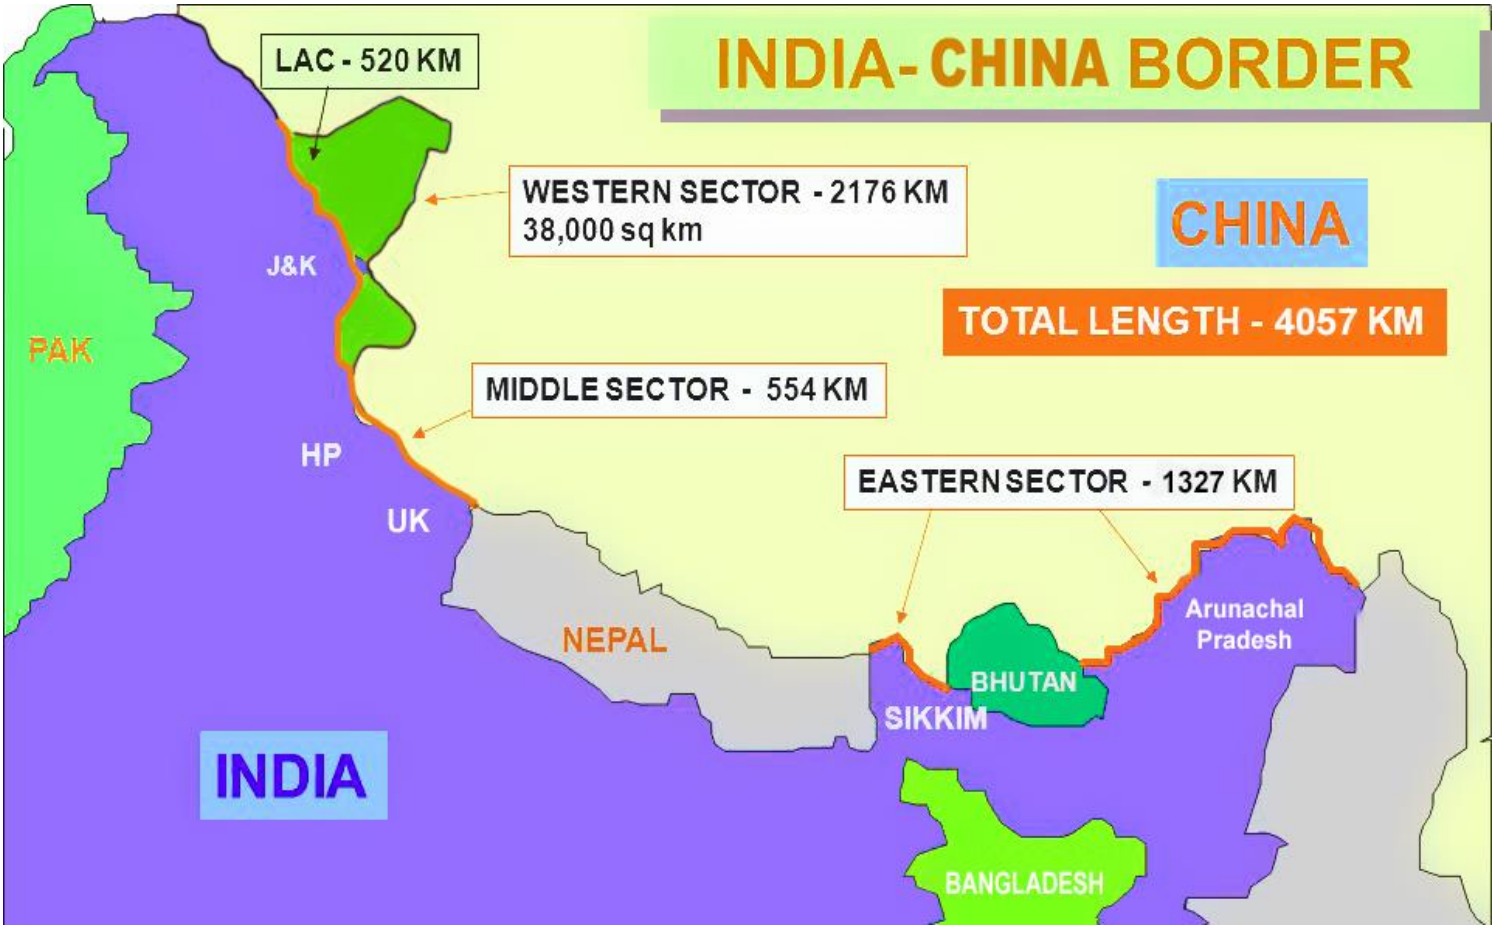 INDIA- CHINA BORDER
LAC - 520 KM
WESTERN SECTOR - 2176 KM
38,000 sq km
CHINA
J&K
TOTAL LENGTH - 4057 KM
PAK
MIDDLE SECTOR - 554 KM
HP
EASTERN SECTOR - 1327 KM
UK
Arunachal
Pradesh
NEPAL
BHUTAN
SIKKIM
INDIA
BANGLADESH